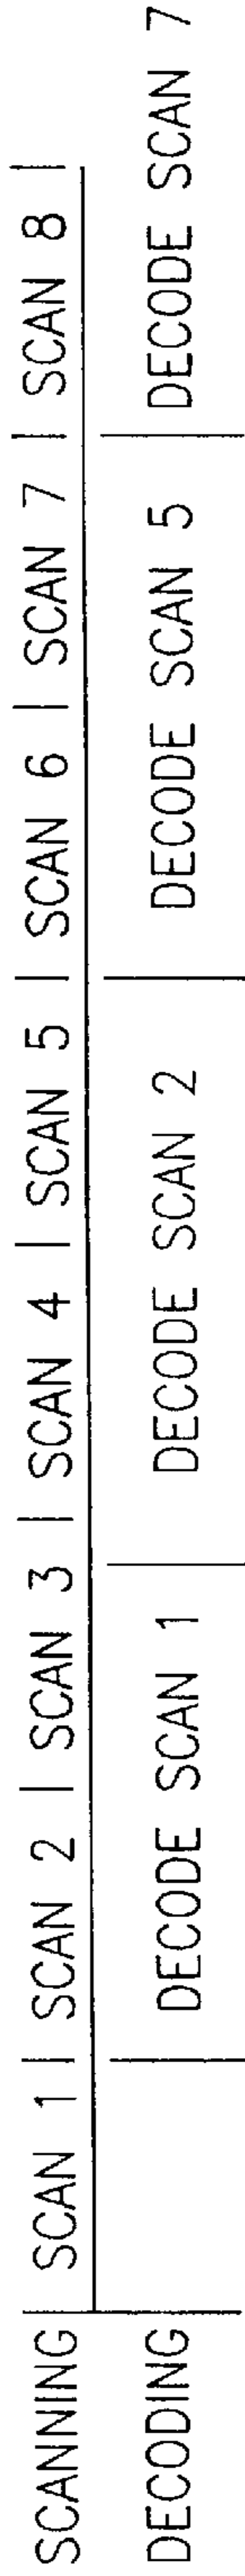 SCANNING | SCAN 1 | SCAN 2 | SCAN 3 | SCAN 4 | SCAN 5 | SCAN 6 | SCAN 7 | SCAN 8 |
DECODING | | DECODE SCAN 1 | DECODE SCAN 2 | DECODE SCAN 5 | DECODE SCAN 7